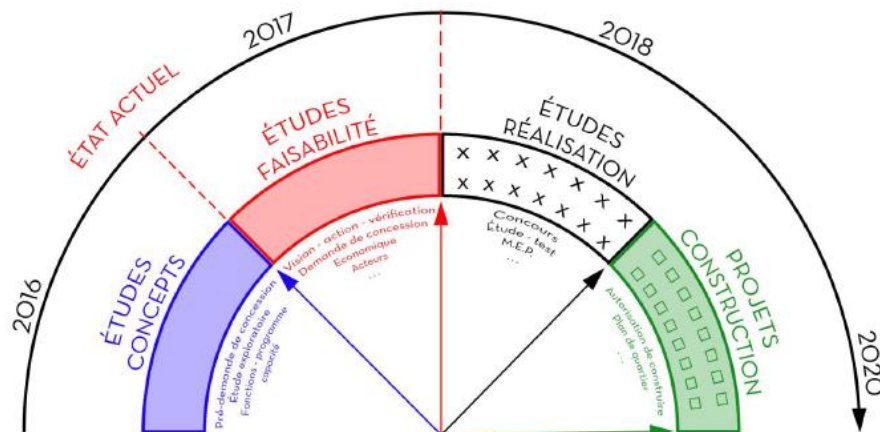 2016
2017
2018
2020
ÉTAT ACTUEL
ÉTUDES
CONCEPTS
Pré-demande de concession
Étude exploratoire
Fonctions - programme
capacité
ÉTUDES
FAISABILITÉ
Vision - action - vérification
Demande de concession
Economique
Acteurs
...
ÉTUDES
RÉALISATION
X X X X X X
X X X X X X X
Concours
Étude - test
M.E.P.
...
PROJETS
CONSTRUCTION
Autorisation de construire
Plan de quartier
...